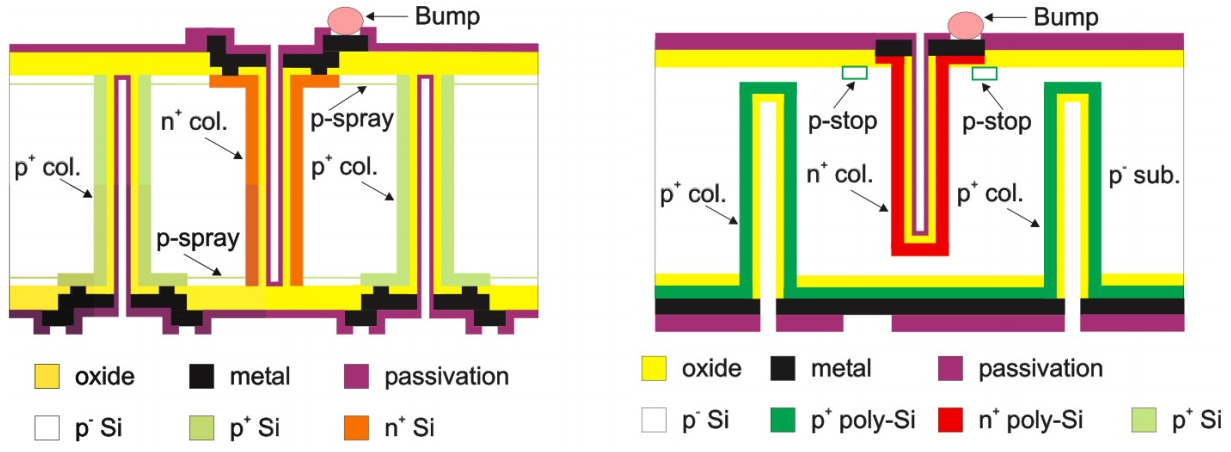 Bump
p-spray
n⁺ col.
p⁺ col.
p⁺ col.
p-spray
oxide
metal
passivation
p⁻ Si
p⁺ Si
n⁺ Si
Bump
p-stop
p-stop
n⁺ col.
p⁺ col.
p⁺ col.
p⁻ sub.
oxide
metal
passivation
p⁻ Si
p⁺ poly-Si
n⁺ poly-Si
p⁺ Si